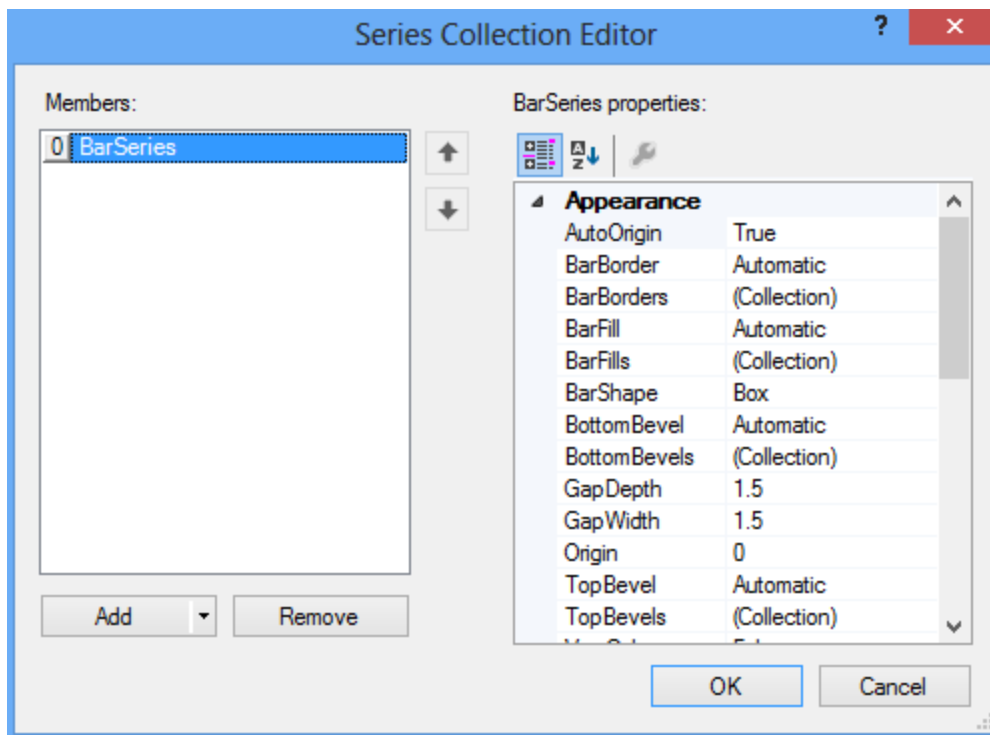 Series Collection Editor ? ×
Members:
0 BarSeries
Add
Remove
BarSeries properties:
A Z
Appearance
AutoOrigin True
BarBorder Automatic
BarBorders (Collection)
BarFill Automatic
BarFills (Collection)
BarShape Box
BottomBevel Automatic
BottomBevels (Collection)
GapDepth 1.5
GapWidth 1.5
Origin 0
TopBevel Automatic
TopBevels (Collection)
OK
Cancel